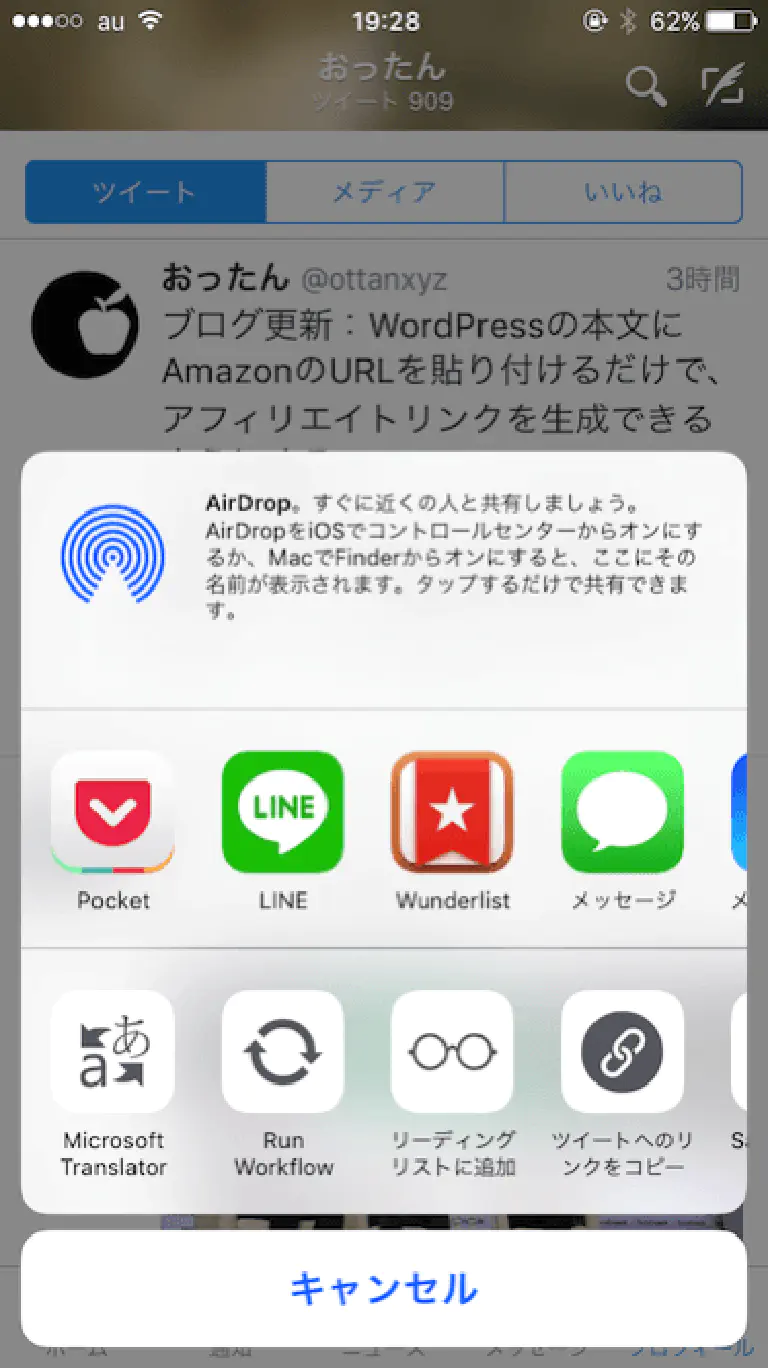 au 19:28 62%
おったん
ツイート 909
ツイート メディア いいね
おったん @ottanxyz 3時間
ブログ更新：WordPressの本文に
AmazonのURLを貼り付けるだけで、
アフィリエイトリンクを生成できる
AirDrop。すぐに近くの人と共有しましょう。
AirDropをiOSでコントロールセンターからオンにす
るか、MacでFinderからオンにすると、ここにその
名前が表示されます。タップするだけで共有できま
す。
LINE
Pocket LINE Wunderlist メッセージ メ
あ
a
Microsoft
Translator
Run
Workflow
リーディング
リストに追加
ツイートへのリ
ンクをコピー
S
キャンセル
ホーム 通知 ニュース メッセージ プロフィール